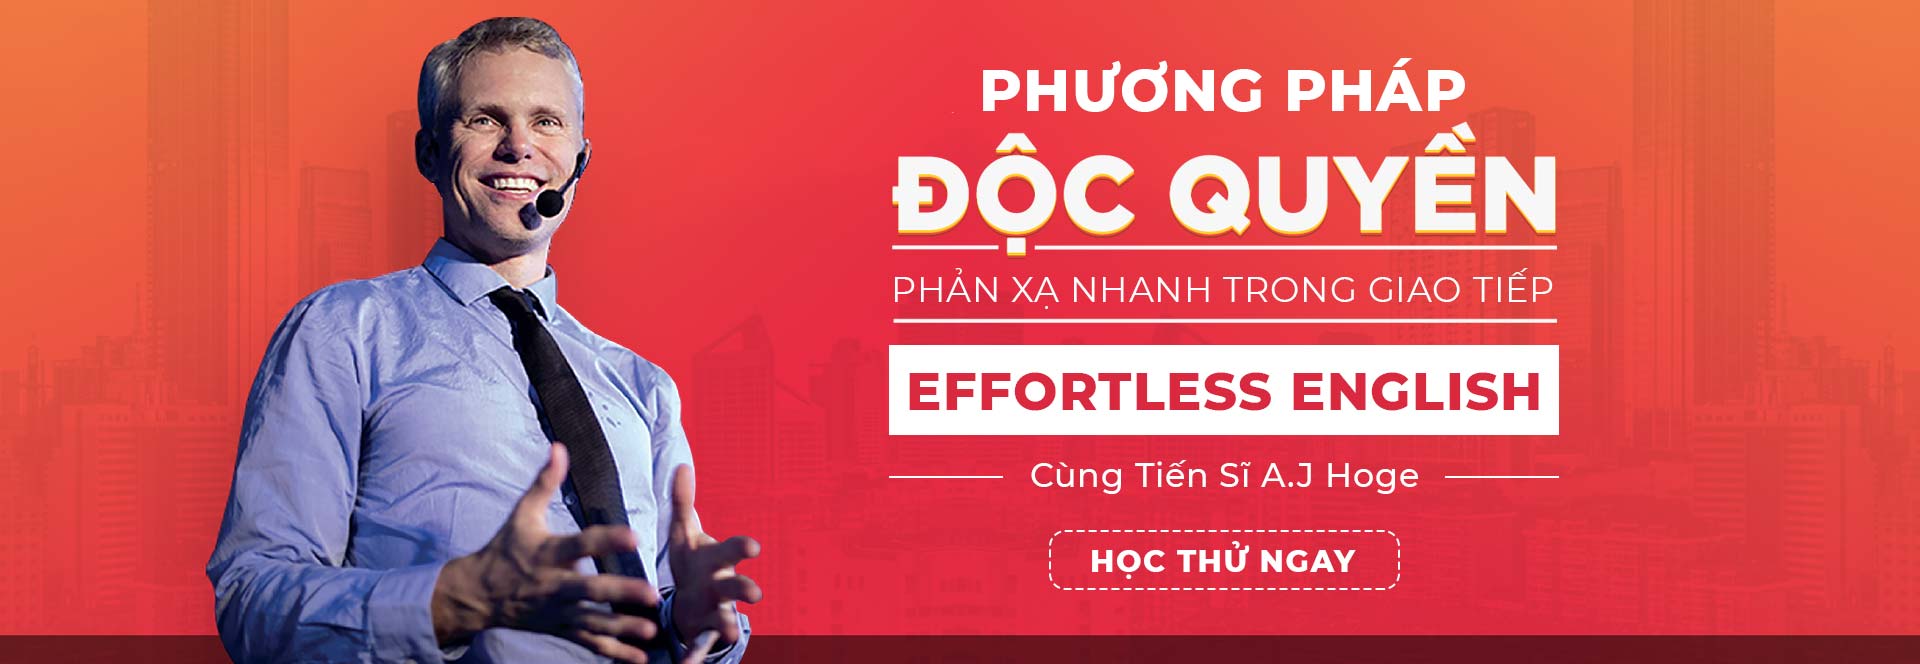 PHƯƠNG PHÁP
ĐỘC QUYỀN
PHẢN XẠ NHANH TRONG GIAO TIẾP
EFFORTLESS ENGLISH
Cùng Tiến Sĩ A.J Hoge
HỌC THỬ NGAY